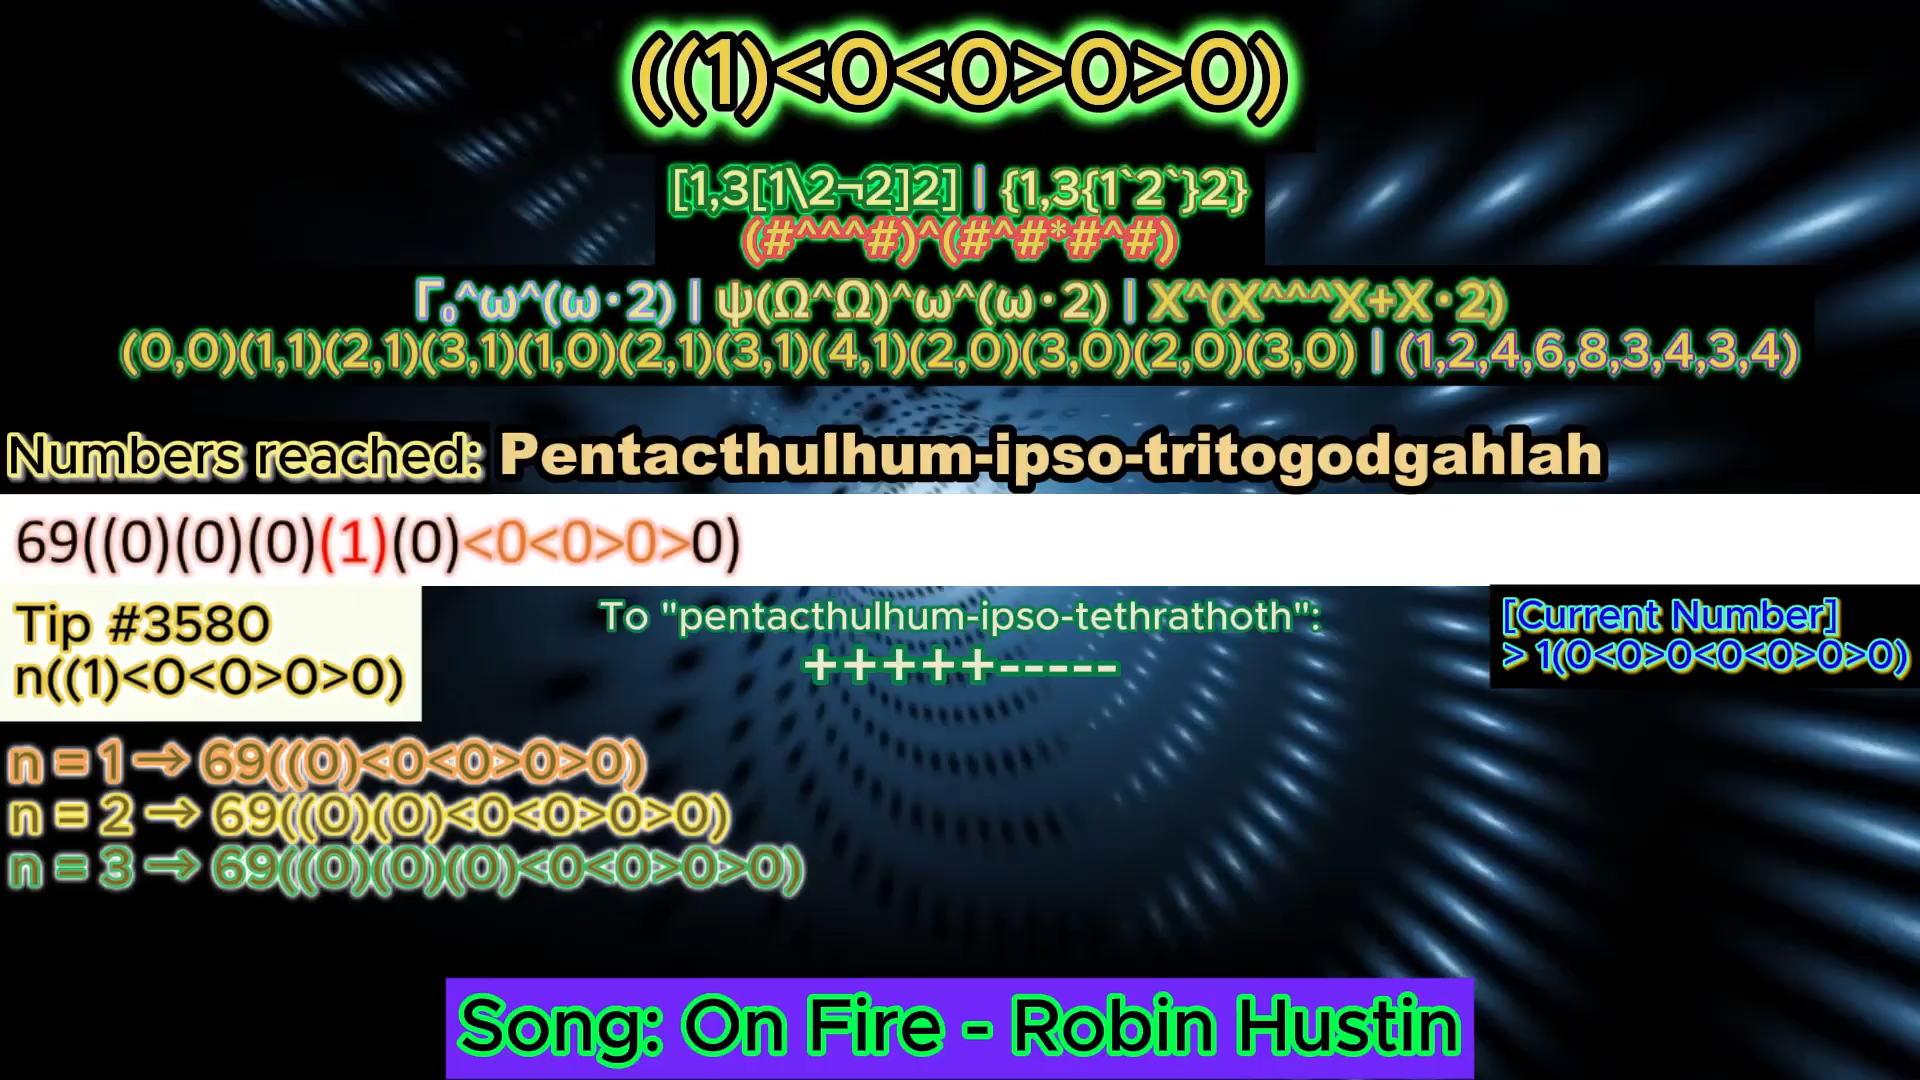 ((1)<0<0>0>0)
[1,3[1\2¬2]2] | {1,3{1`2`}2}
(#^^^#)^(#^#*#^#)
Γ₀^ω^(ω·2) | ψ(Ω^Ω)^ω^(ω·2) | X^(X^^^X+X·2)
(0,0)(1,1)(2,1)(3,1)(1,0)(2,1)(3,1)(4,1)(2,0)(3,0)(2,0)(3,0) | (1,2,4,6,8,3,4,3,4)
Numbers reached: Pentacthulhum-ipso-tritogodgahlah
69((0)(0)(0)(1)(0)<0<0>0>0)
Tip #3580
n((1)<0<0>0>0)
To "pentacthulhum-ipso-tethrathoth":
+++++-----
[Current Number]
> 1(0<0>0<0<0>0>0)
n = 1 → 69((0)<0<0>0>0)
n = 2 → 69((0)(0)<0<0>0>0)
n = 3 → 69((0)(0)(0)<0<0>0>0)
Song: On Fire - Robin Hustin